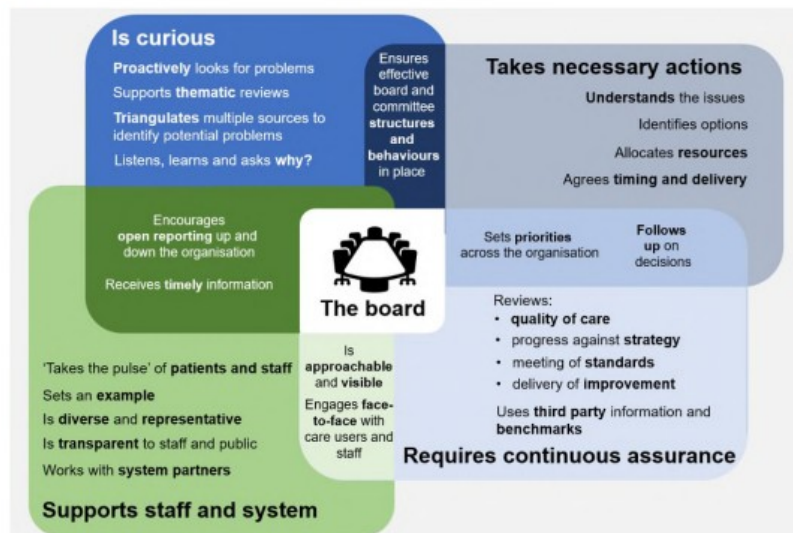 Is curious
Proactively looks for problems
Supports thematic reviews
Triangulates multiple sources to
identify potential problems
Listens, learns and asks why?
Ensures
effective
board and
committee
structures
and
behaviours
in place
Takes necessary actions
Understands the issues
Identifies options
Allocates resources
Agrees timing and delivery
Encourages
open reporting up and
down the organisation
Receives timely information
The board
Sets priorities
across the organisation
Follows
up on
decisions
Reviews:
• quality of care
• progress against strategy
• meeting of standards
• delivery of improvement
Uses third party information and
benchmarks
Requires continuous assurance
Is
approachable
and visible
Engages face-
to-face with
care users and
staff
'Takes the pulse' of patients and staff
Sets an example
Is diverse and representative
Is transparent to staff and public
Works with system partners
Supports staff and system